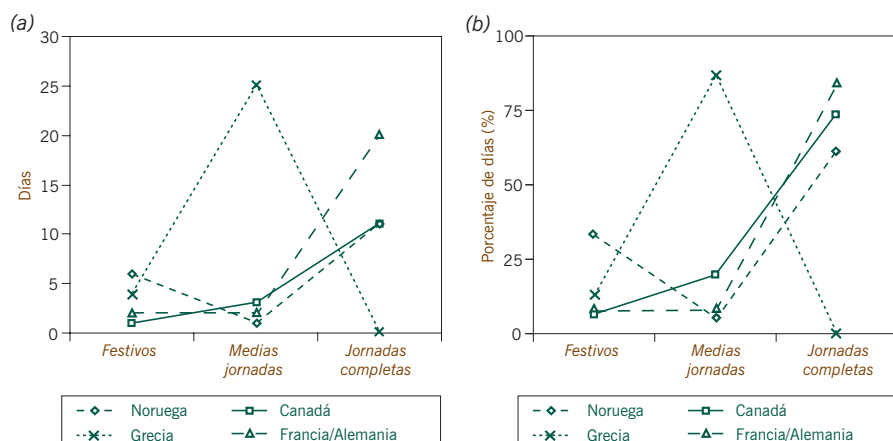 (a)
30
25
20
15
10
5
0
Días
Festivos
Medias
jornadas
Jornadas
completas
Noruega
Canadá
Grecia
Francia/Alemania
(b)
100
75
50
25
0
Porcentaje de días (%)
Festivos
Medias
jornadas
Jornadas
completas
Noruega
Canadá
Grecia
Francia/Alemania